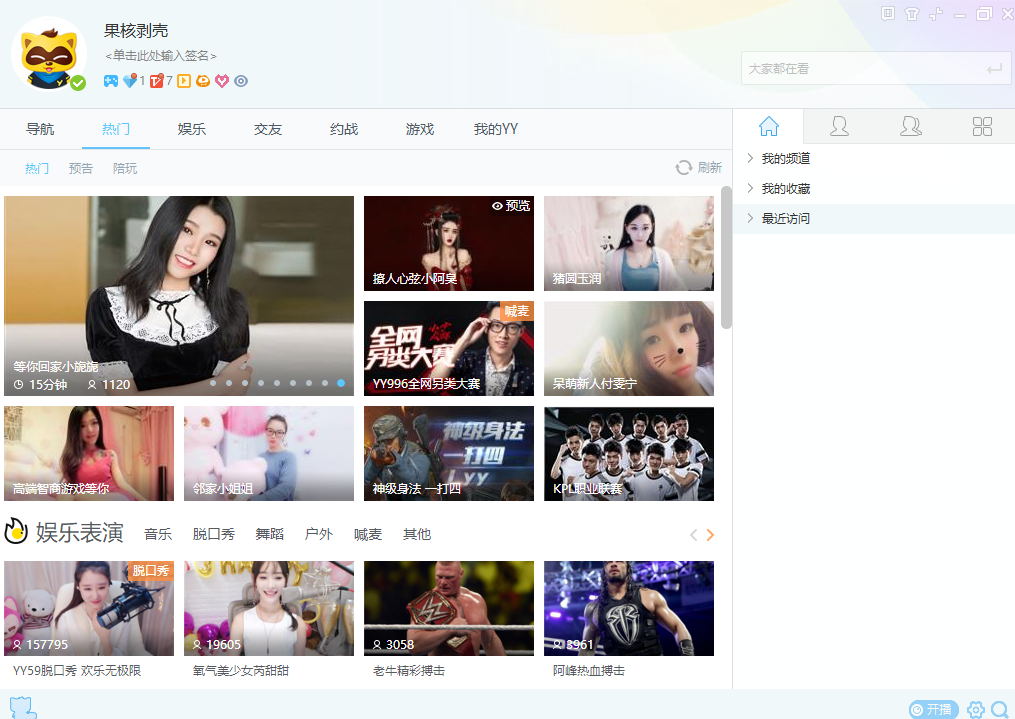 果核剥壳
<单击此处输入签名>
1
7
大家都在看
导航 热门 娱乐 交友 约战 游戏 我的YY
热门 预告 陪玩
刷新
我的频道
我的收藏
最近访问
等你回家小旎旎
15分钟 1120
预览
撩人心弦小阿臭
猪圆玉润
喊麦
全网
另类大赛
YY996全网另类大赛
呆萌新人付雯宁
高端智商游戏等你
邻家小姐姐
神级身法
一打四
神级身法 一打四
KPL职业联赛
娱乐表演 音乐 脱口秀 舞蹈 户外 喊麦 其他
脱口秀
157795
YY59脱口秀 欢乐无极限
19605
氧气美少女芮甜甜
3058
老牛精彩搏击
3961
阿峰热血搏击
开播